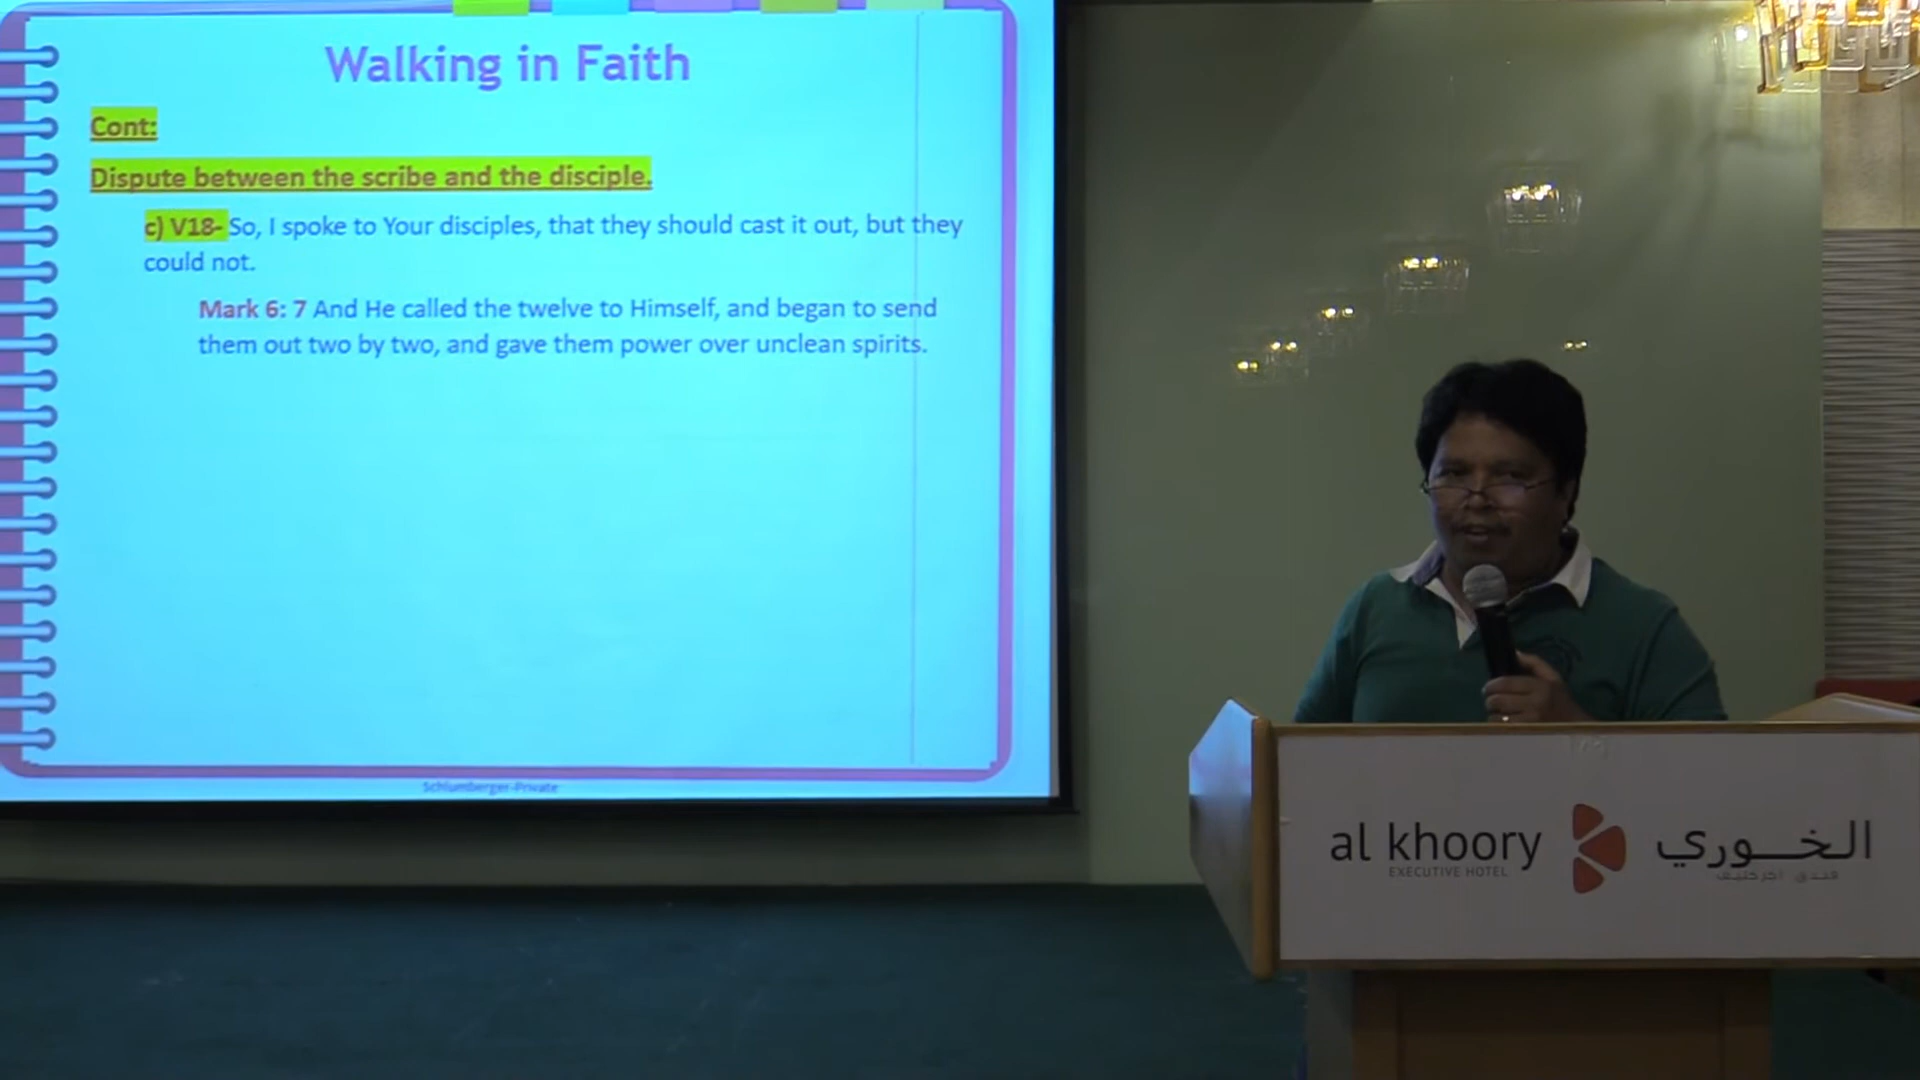 Walking in Faith
Cont:
Dispute between the scribe and the disciple.
c) V18- So, I spoke to Your disciples, that they should cast it out, but they
could not.
Mark 6: 7 And He called the twelve to Himself, and began to send
them out two by two, and gave them power over unclean spirits.
Schlumberger-Private
al khoory
EXECUTIVE HOTEL
الخوري
فندق اكزكتيف